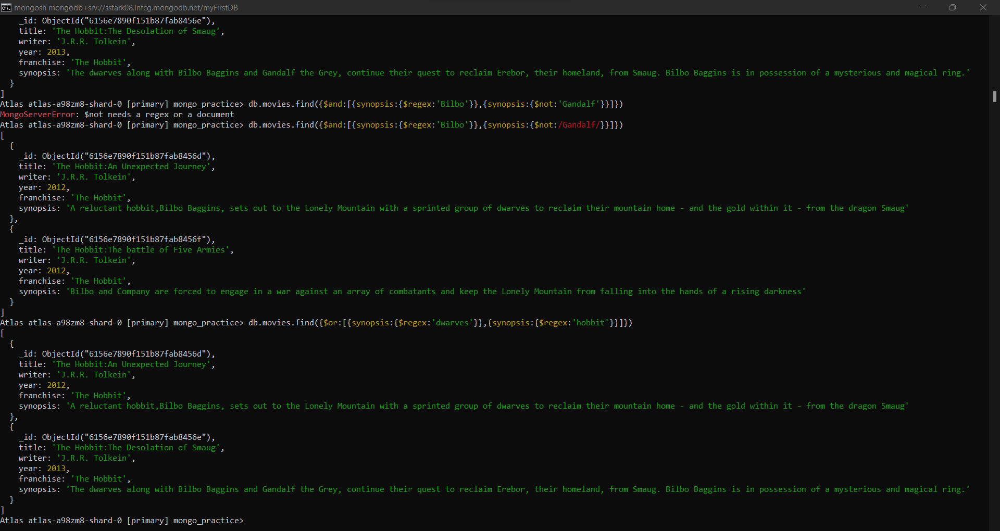 mongosh mongodb+srv://sstark08.lnfcg.mongodb.net/myFirstDB
    _id: ObjectId("6156e7890f151b87fab8456e"),
    title: 'The Hobbit:The Desolation of Smaug',
    writer: 'J.R.R. Tolkein',
    year: 2013,
    franchise: 'The Hobbit',
    synopsis: 'The dwarves along with Bilbo Baggins and Gandalf the Grey, continue their quest to reclaim Erebor, their homeland, from Smaug. Bilbo Baggins is in possession of a mysterious and magical ring.'
  }
]
Atlas atlas-a98zm8-shard-0 [primary] mongo_practice> db.movies.find({$and:[{synopsis:{$regex:'Bilbo'}},{synopsis:{$not:'Gandalf'}}]})
MongoServerError: $not needs a regex or a document
Atlas atlas-a98zm8-shard-0 [primary] mongo_practice> db.movies.find({$and:[{synopsis:{$regex:'Bilbo'}},{synopsis:{$not:/Gandalf/}}]})
[
  {
    _id: ObjectId("6156e7890f151b87fab8456d"),
    title: 'The Hobbit:An Unexpected Journey',
    writer: 'J.R.R. Tolkein',
    year: 2012,
    franchise: 'The Hobbit',
    synopsis: 'A reluctant hobbit,Bilbo Baggins, sets out to the Lonely Mountain with a sprinted group of dwarves to reclaim their mountain home - and the gold within it - from the dragon Smaug'
  },
  {
    _id: ObjectId("6156e7890f151b87fab8456f"),
    title: 'The Hobbit:The battle of Five Armies',
    writer: 'J.R.R. Tolkein',
    year: 2012,
    franchise: 'The Hobbit',
    synopsis: 'Bilbo and Company are forced to engage in a war against an array of combatants and keep the Lonely Mountain from falling into the hands of a rising darkness'
  }
]
Atlas atlas-a98zm8-shard-0 [primary] mongo_practice> db.movies.find({$or:[{synopsis:{$regex:'dwarves'}},{synopsis:{$regex:'hobbit'}}]})
[
  {
    _id: ObjectId("6156e7890f151b87fab8456d"),
    title: 'The Hobbit:An Unexpected Journey',
    writer: 'J.R.R. Tolkein',
    year: 2012,
    franchise: 'The Hobbit',
    synopsis: 'A reluctant hobbit,Bilbo Baggins, sets out to the Lonely Mountain with a sprinted group of dwarves to reclaim their mountain home - and the gold within it - from the dragon Smaug'
  },
  {
    _id: ObjectId("6156e7890f151b87fab8456e"),
    title: 'The Hobbit:The Desolation of Smaug',
    writer: 'J.R.R. Tolkein',
    year: 2013,
    franchise: 'The Hobbit',
    synopsis: 'The dwarves along with Bilbo Baggins and Gandalf the Grey, continue their quest to reclaim Erebor, their homeland, from Smaug. Bilbo Baggins is in possession of a mysterious and magical ring.'
  }
]
Atlas atlas-a98zm8-shard-0 [primary] mongo_practice>